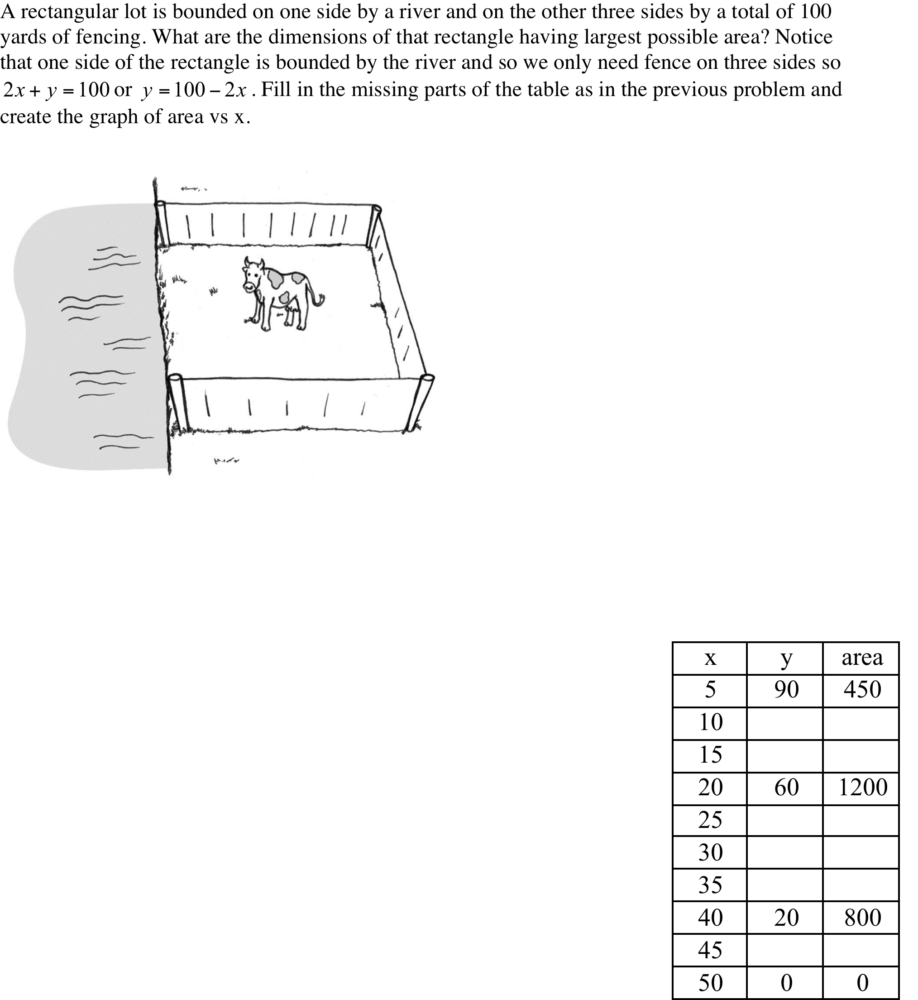 A rectangular lot is bounded on one side by a river and on the other three sides by a total of 100
yards of fencing. What are the dimensions of that rectangle having largest possible area? Notice
that one side of the rectangle is bounded by the river and so we only need fence on three sides so
2x + y = 100 or y = 100 – 2x . Fill in the missing parts of the table as in the previous problem and
create the graph of area vs x.
x y area
5 90 450
10
15
20 60 1200
25
30
35
40 20 800
45
50 0 0